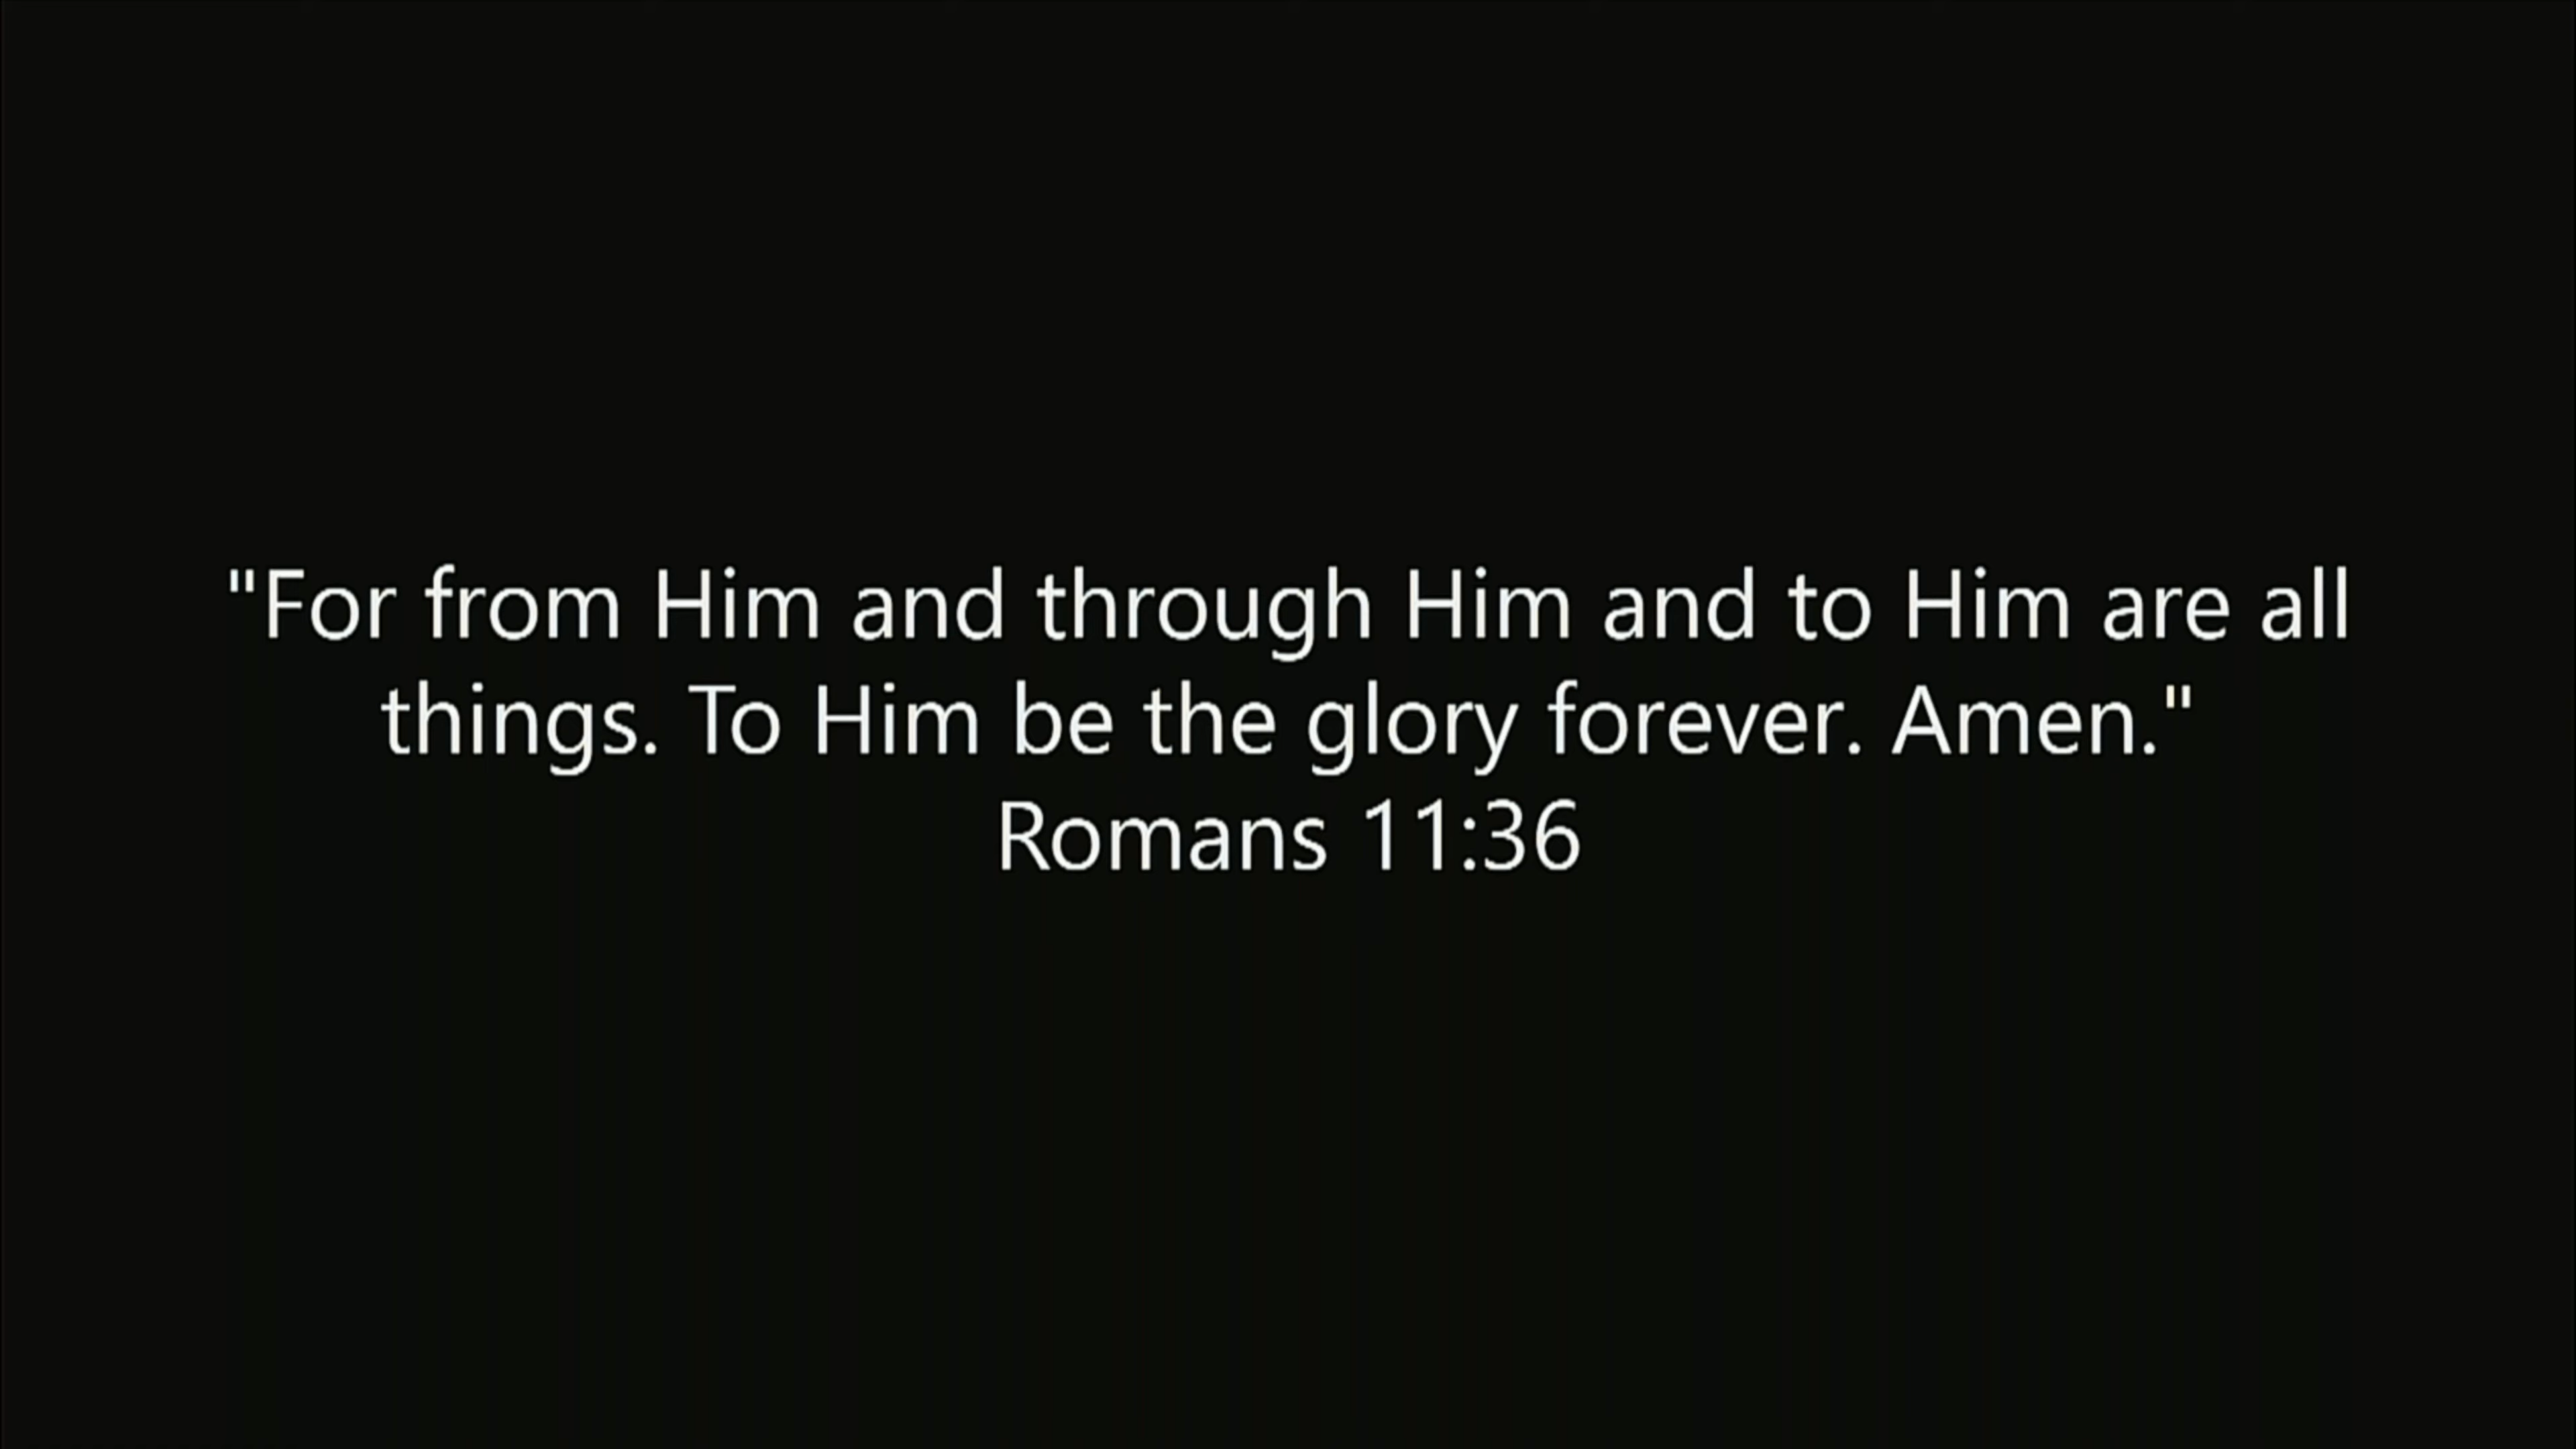 "For from Him and through Him and to Him are all
things. To Him be the glory forever. Amen."
Romans 11:36